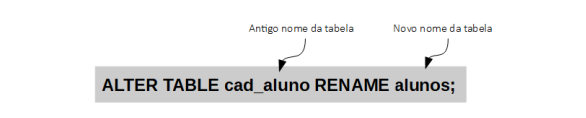 Antigo nome da tabela
Novo nome da tabela
ALTER TABLE cad_aluno RENAME alunos;